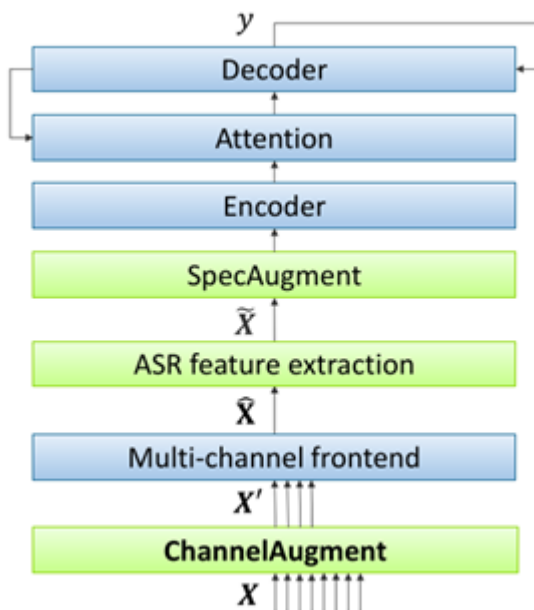 y
Decoder
Attention
Encoder
SpecAugment
X̃
ASR feature extraction
X̂
Multi-channel frontend
X′
ChannelAugment
X